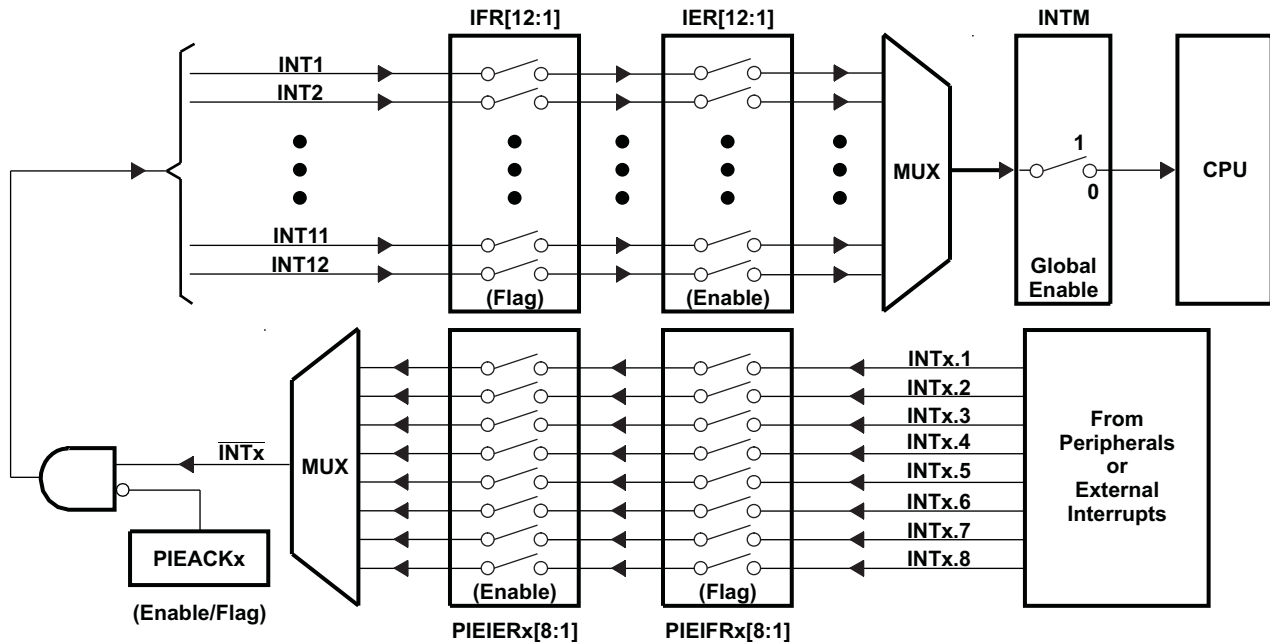 IFR[12:1]
IER[12:1]
INTM
INT1
INT2
INT11
INT12
(Flag)
(Enable)
MUX
1
0
Global
Enable
CPU
INTx
MUX
PIEACKx
(Enable/Flag)
(Enable)
PIEIERx[8:1]
(Flag)
PIEIFRx[8:1]
INTx.1
INTx.2
INTx.3
INTx.4
INTx.5
INTx.6
INTx.7
INTx.8
From
Peripherals
or
External
Interrupts